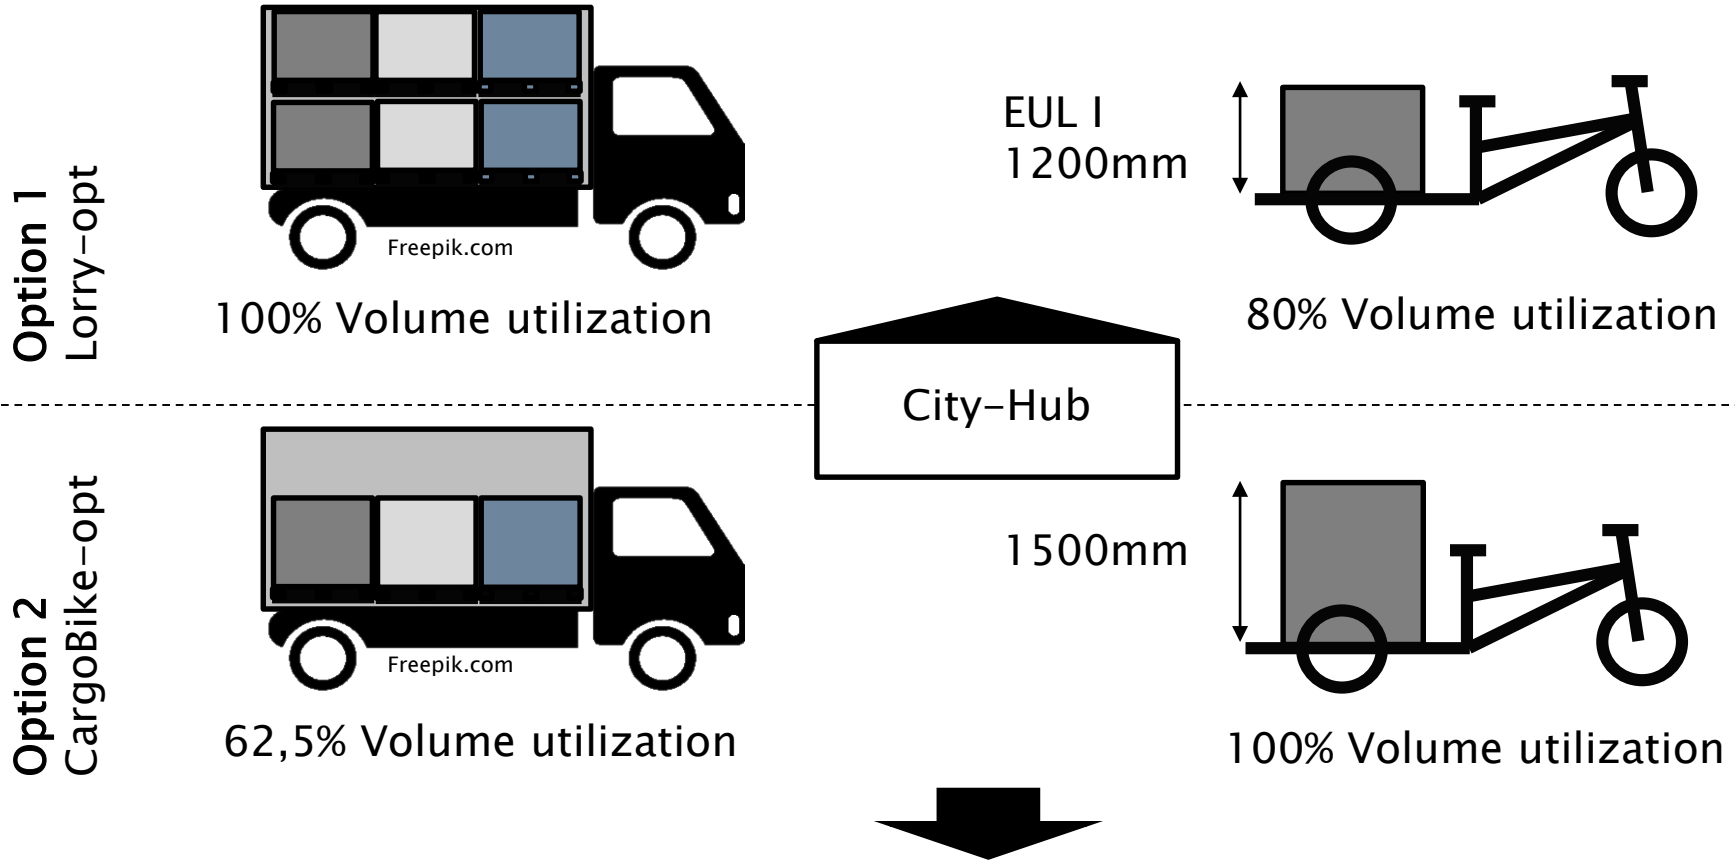 Option 1
Lorry-opt
Freepik.com
100% Volume utilization
EUL I
1200mm
80% Volume utilization
City-Hub
Option 2
CargoBike-opt
Freepik.com
62,5% Volume utilization
1500mm
100% Volume utilization